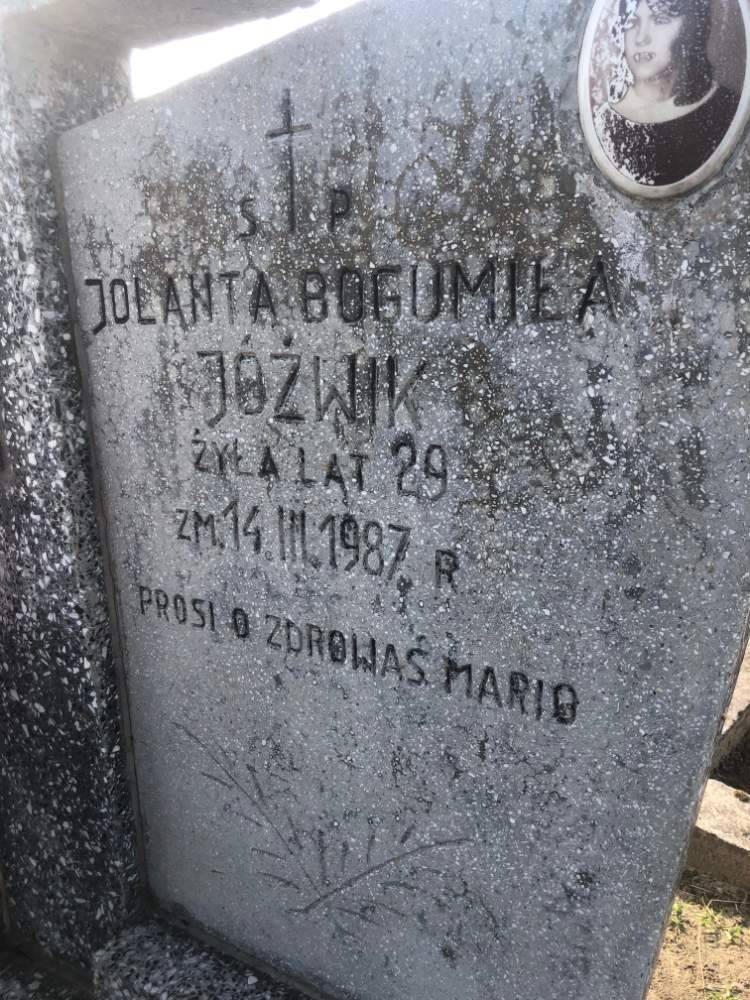 Ś P
JOLANTA BOGUMIŁA
JÓŹWIK
ŻYŁA LAT 29
ZM. 14.III.1987. R
PROSI O ZDROWAŚ MARIO